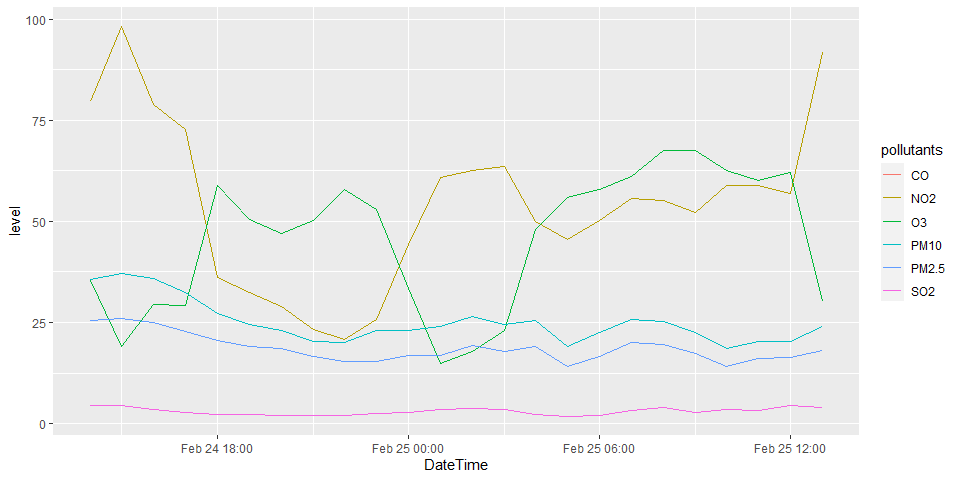 100
75
50
25
0
level
Feb 24 18:00
Feb 25 00:00
Feb 25 06:00
Feb 25 12:00
DateTime
pollutants
CO
NO2
O3
PM10
PM2.5
SO2